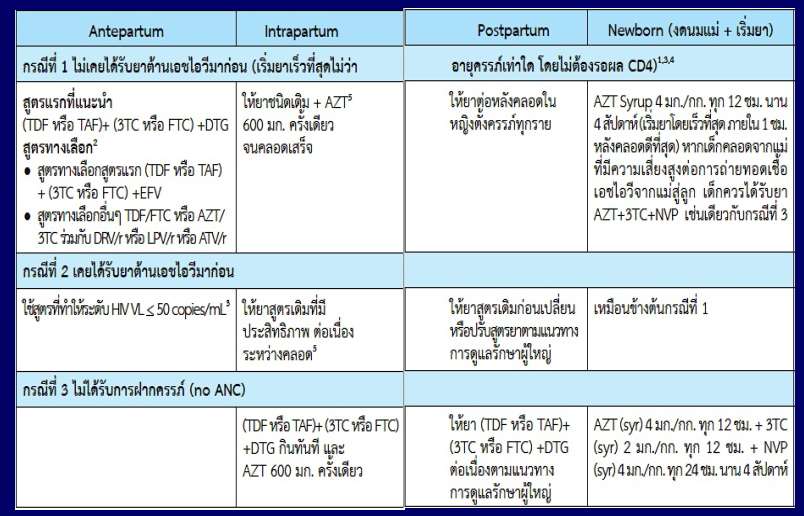 Antepartum
Intrapartum
Postpartum
Newborn (งดนมแม่ + เริ่มยา)
กรณีที่ 1 ไม่เคยได้รับยาต้านเอชไอวีมาก่อน (เริ่มยาเร็วที่สุดไม่ว่า
อายุครรภ์เท่าใด โดยไม่ต้องรอผล CD4)¹,³,⁴
สูตรแรกที่แนะนำ
(TDF หรือ TAF)+ (3TC หรือ FTC) +DTG
สูตรทางเลือก²
● สูตรทางเลือกสูตรแรก (TDF หรือ TAF)
+ (3TC หรือ FTC) +EFV
● สูตรทางเลือกอื่นๆ TDF/FTC หรือ AZT/
3TC ร่วมกับ DRV/r หรือ LPV/r หรือ ATV/r
ให้ยาชนิดเดิม + AZT⁵
600 มก. ครั้งเดียว
จนคลอดเสร็จ
ให้ยาต่อหลังคลอดใน
หญิงตั้งครรภ์ทุกราย
AZT Syrup 4 มก./กก. ทุก 12 ชม. นาน
4 สัปดาห์ (เริ่มยาโดยเร็วที่สุด ภายใน 1 ชม.
หลังคลอดดีที่สุด) หากเด็กคลอดจากแม่
ที่มีความเสี่ยงสูงต่อการถ่ายทอดเชื้อ
เอชไอวีจากแม่สู่ลูก เด็กควรได้รับยา
AZT+3TC+NVP เช่นเดียวกับกรณีที่ 3
กรณีที่ 2 เคยได้รับยาต้านเอชไอวีมาก่อน
ใช้สูตรที่ทำให้ระดับ HIV VL ≤ 50 copies/mL³
ให้ยาสูตรเดิมที่มี
ประสิทธิภาพ ต่อเนื่อง
ระหว่างคลอด⁵
ให้ยาสูตรเดิมก่อนเปลี่ยน
หรือปรับสูตรยาตามแนวทาง
การดูแลรักษาผู้ใหญ่
เหมือนข้างต้นกรณีที่ 1
กรณีที่ 3 ไม่ได้รับการฝากครรภ์ (no ANC)
(TDF หรือ TAF)+ (3TC หรือ FTC)
+DTG กินทันที และ
AZT 600 มก. ครั้งเดียว
ให้ยา (TDF หรือ TAF)+
(3TC หรือ FTC) +DTG
ต่อเนื่องตามแนวทาง
การดูแลรักษาผู้ใหญ่
AZT (syr) 4 มก./กก. ทุก 12 ชม. + 3TC
(syr) 2 มก./กก. ทุก 12 ชม. + NVP
(syr) 4 มก./กก. ทุก 24 ชม. นาน 4 สัปดาห์